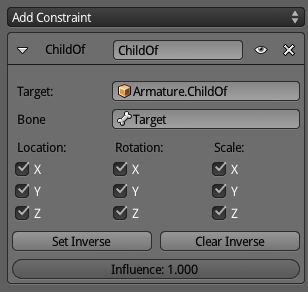 Add Constraint
ChildOf ChildOf
Target: Armature.ChildOf
Bone Target
Location: Rotation: Scale:
X X X
Y Y Y
Z Z Z
Set Inverse Clear Inverse
Influence: 1.000